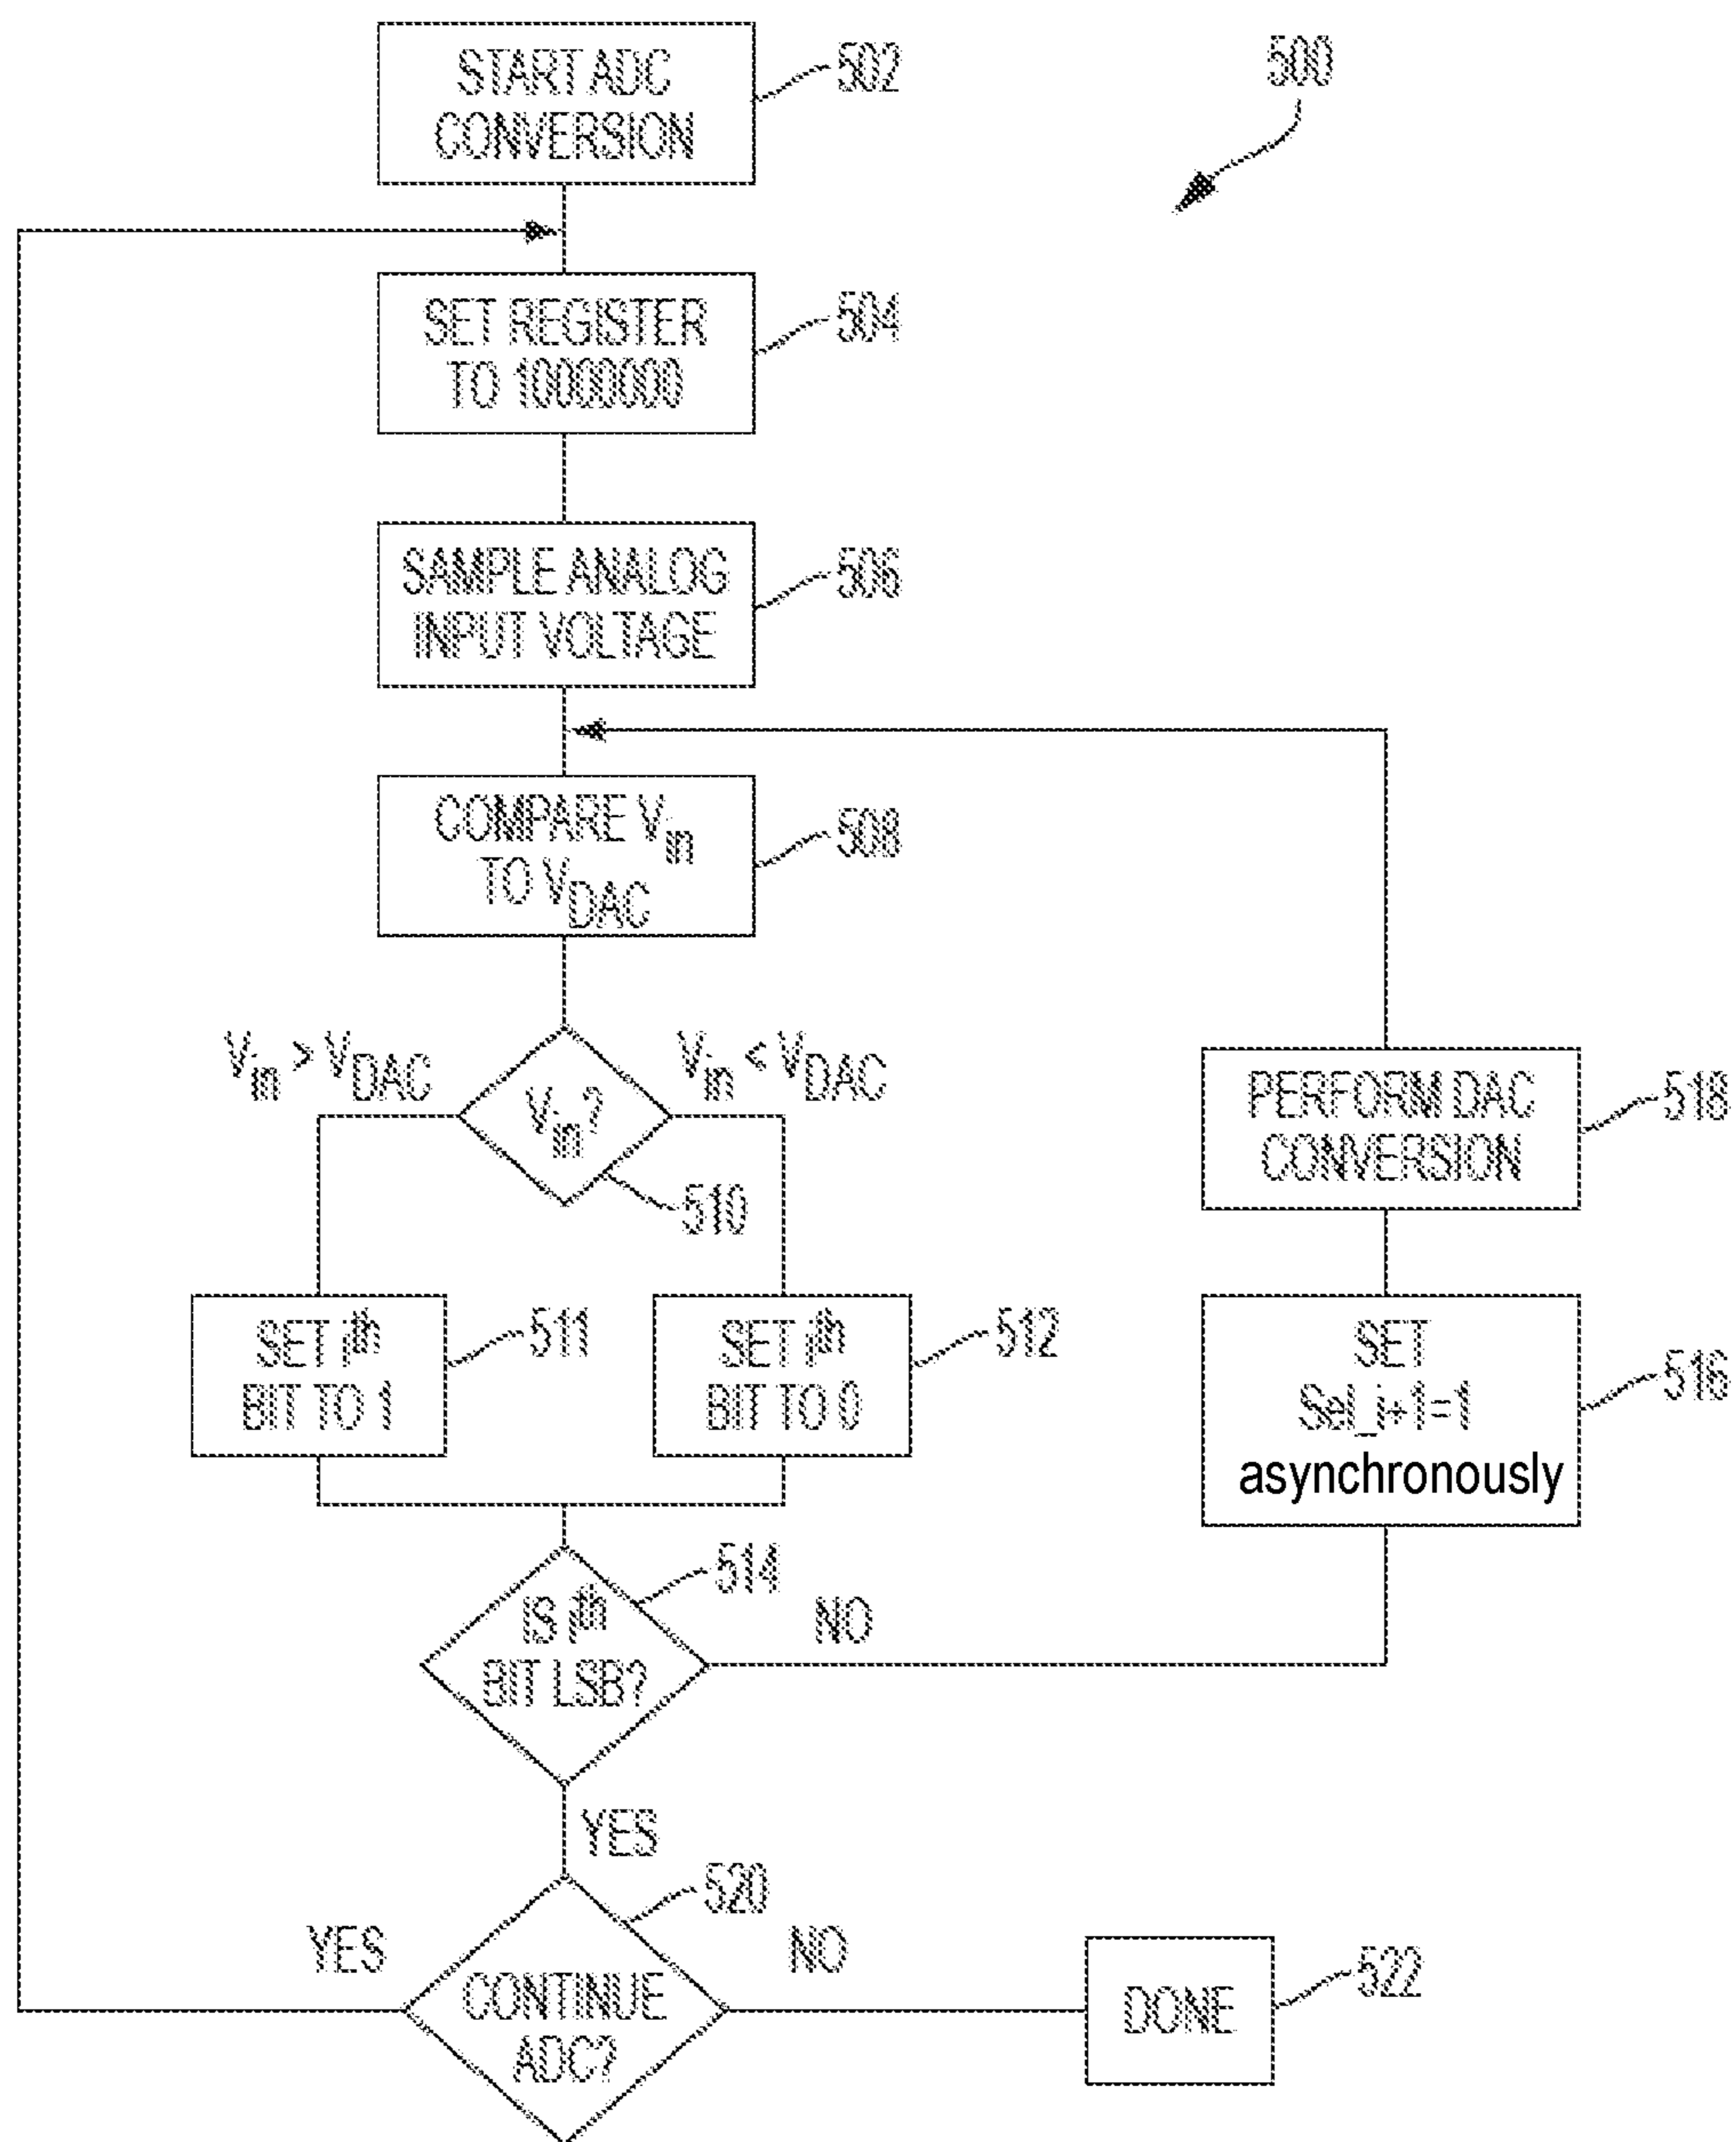 START ADC
CONVERSION
502
500
SET REGISTER
TO 10000000
504
SAMPLE ANALOG
INPUT VOLTAGE
506
COMPARE Vin
TO VDAC
508
Vin > VDAC
Vin < VDAC
Vin?
510
PERFORM DAC
CONVERSION
518
SET ith
BIT TO 1
511
SET ith
BIT TO 0
512
SET
Sel_i+1=1
asynchronously
516
IS ith
BIT LSB?
514
NO
YES
520
YES
CONTINUE
ADC?
NO
DONE
522